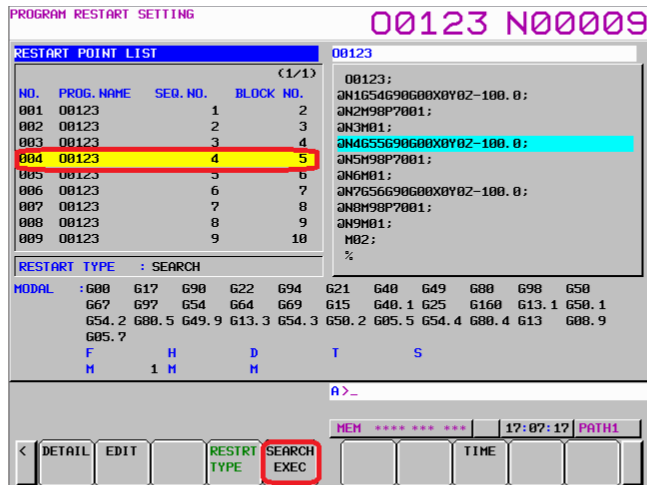 PROGRAM RESTART SETTING
O0123 N00009
RESTART POINT LIST
(1/1)
NO. PROG.NAME SEQ.NO. BLOCK NO.
001 O0123 1 2
002 O0123 2 3
003 O0123 3 4
004 O0123 4 5
005 O0123 5 6
006 O0123 6 7
007 O0123 7 8
008 O0123 8 9
009 O0123 9 10
RESTART TYPE : SEARCH
O0123
O0123;
@N1G54G90G00X0Y0Z-100.0;
@N2M98P7001;
@N3M01;
@N4G55G90G00X0Y0Z-100.0;
@N5M98P7001;
@N6M01;
@N7G56G90G00X0Y0Z-100.0;
@N8M98P7001;
@N9M01;
M02;
%
MODAL :G00 G17 G90 G22 G94 G21 G40 G49 G80 G98 G50
G67 G97 G54 G64 G69 G15 G40.1 G25 G160 G13.1 G50.1
G54.2 G80.5 G49.9 G13.3 G54.3 G50.2 G05.5 G54.4 G80.4 G13 G08.9
G05.7
F H D T S
M 1 M M
A>_
MEM **** *** *** 17:07:17 PATH1
< DETAIL EDIT RESTRT TYPE SEARCH EXEC TIME